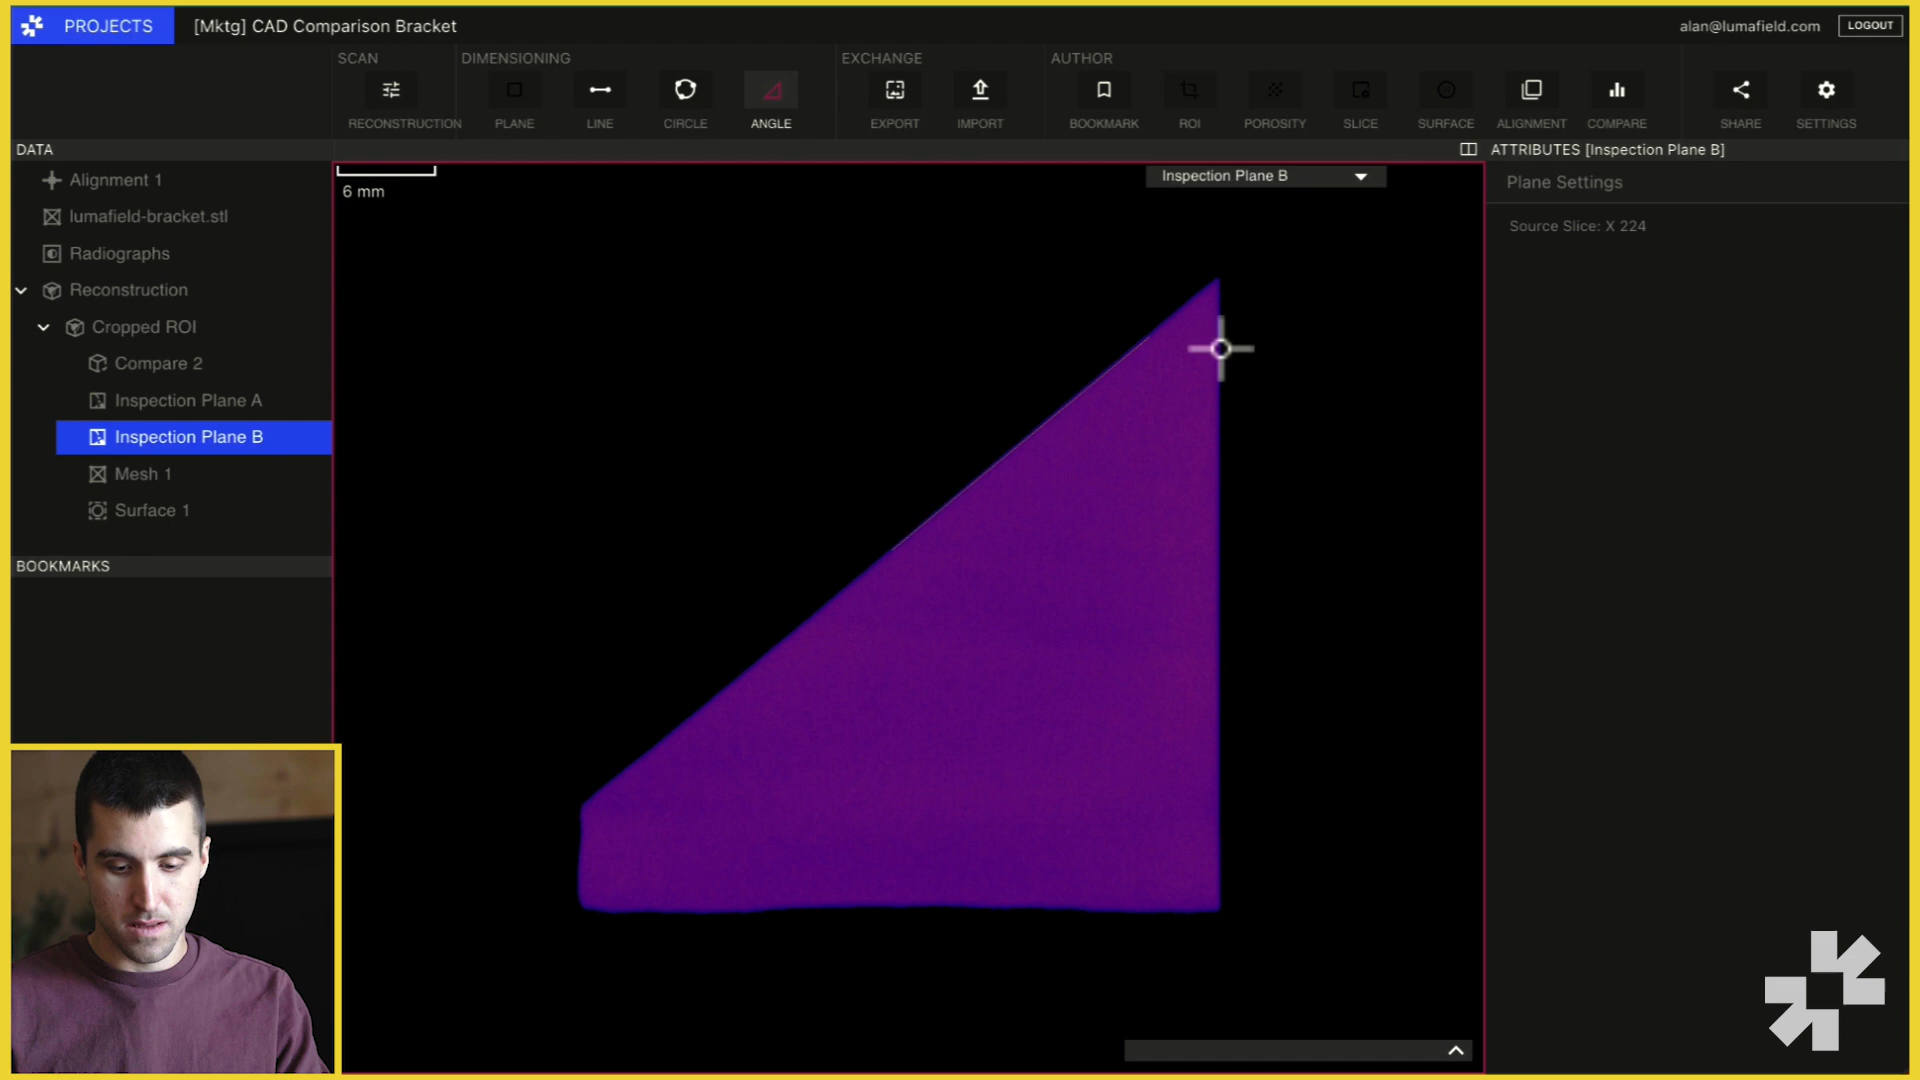 PROJECTS [Mktg] CAD Comparison Bracket alan@lumafield.com LOGOUT
SCAN DIMENSIONING EXCHANGE AUTHOR
RECONSTRUCTION PLANE LINE CIRCLE ANGLE EXPORT IMPORT BOOKMARK ROI POROSITY SLICE SURFACE ALIGNMENT COMPARE SHARE SETTINGS
DATA ATTRIBUTES [Inspection Plane B]
Alignment 1
lumafield-bracket.stl
Radiographs
Reconstruction
Cropped ROI
Compare 2
Inspection Plane A
Inspection Plane B
Mesh 1
Surface 1
BOOKMARKS
6 mm
Inspection Plane B
Plane Settings
Source Slice: X 224